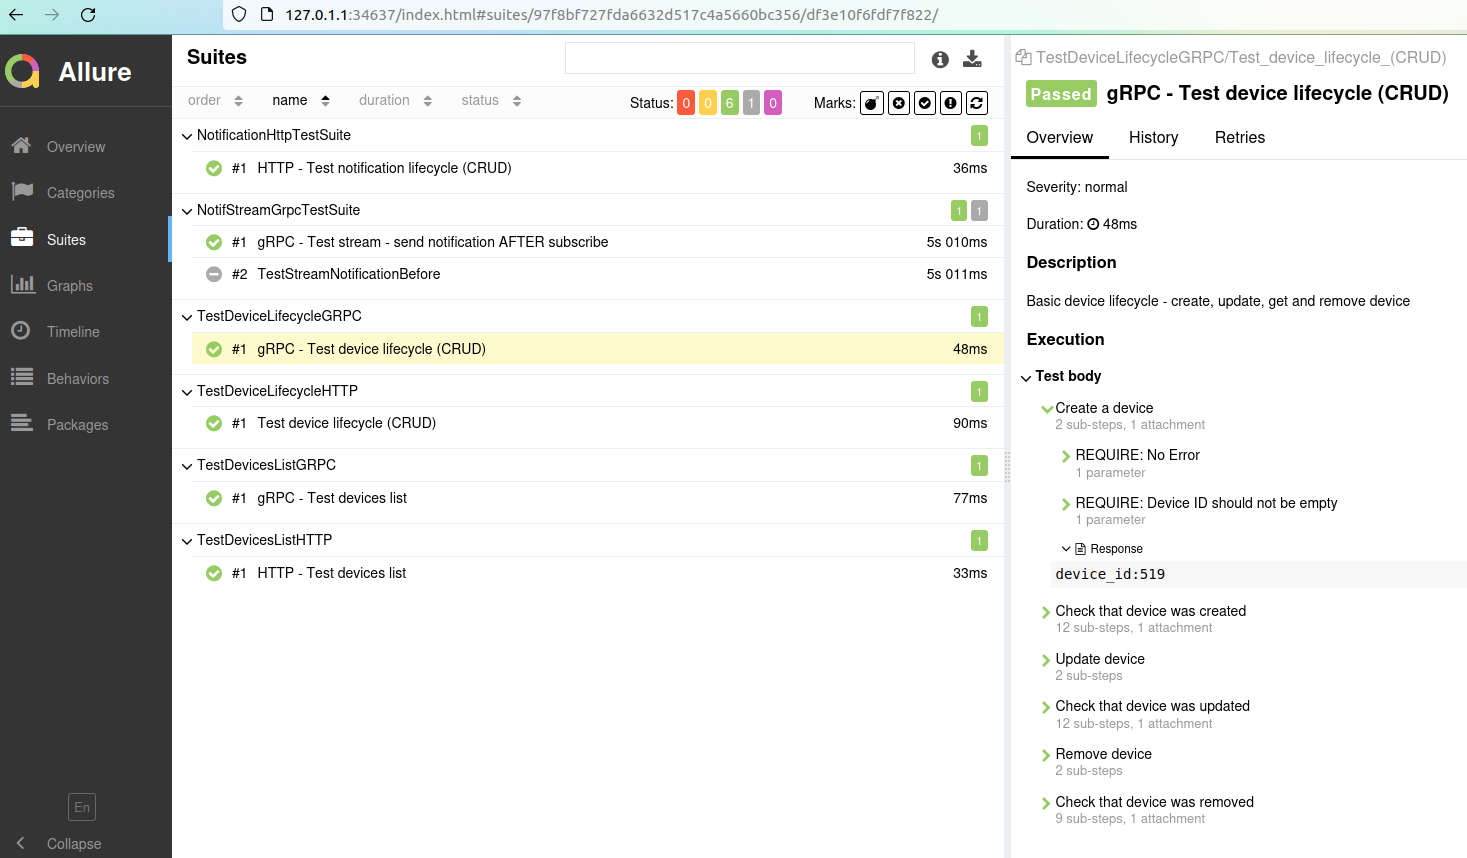 127.0.1.1:34637/index.html#suites/97f8bf727fda6632d517c4a5660bc356/df3e10f6fdf7f822/
Allure
Overview
Categories
Suites
Graphs
Timeline
Behaviors
Packages
En
Collapse
Suites
order name duration status Status: 0 0 6 1 0 Marks:
NotificationHttpTestSuite 1
#1 HTTP - Test notification lifecycle (CRUD) 36ms
NotifStreamGrpcTestSuite 1 1
#1 gRPC - Test stream - send notification AFTER subscribe 5s 010ms
#2 TestStreamNotificationBefore 5s 011ms
TestDeviceLifecycleGRPC 1
#1 gRPC - Test device lifecycle (CRUD) 48ms
TestDeviceLifecycleHTTP 1
#1 Test device lifecycle (CRUD) 90ms
TestDevicesListGRPC 1
#1 gRPC - Test devices list 77ms
TestDevicesListHTTP 1
#1 HTTP - Test devices list 33ms
TestDeviceLifecycleGRPC/Test_device_lifecycle_(CRUD)
Passed gRPC - Test device lifecycle (CRUD)
Overview History Retries
Severity: normal
Duration: 48ms
Description
Basic device lifecycle - create, update, get and remove device
Execution
Test body
Create a device
2 sub-steps, 1 attachment
REQUIRE: No Error
1 parameter
REQUIRE: Device ID should not be empty
1 parameter
Response
device_id:519
Check that device was created
12 sub-steps, 1 attachment
Update device
2 sub-steps
Check that device was updated
12 sub-steps, 1 attachment
Remove device
2 sub-steps
Check that device was removed
9 sub-steps, 1 attachment